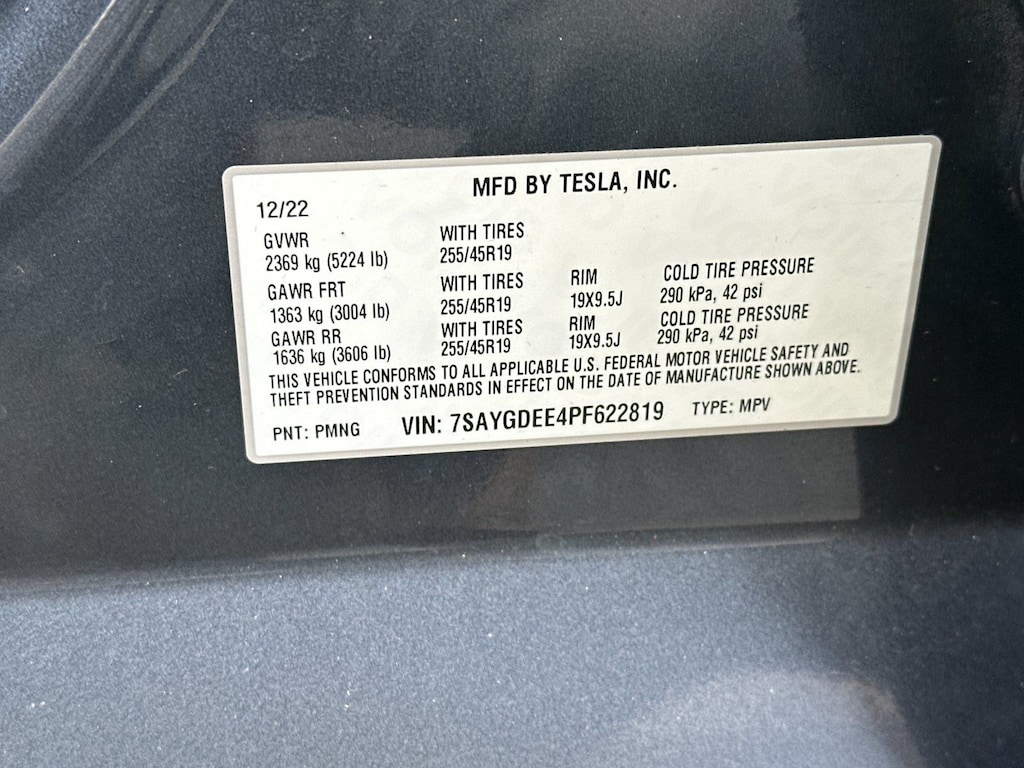 MFD BY TESLA, INC.
12/22
GVWR WITH TIRES
2369 kg (5224 lb) 255/45R19
GAWR FRT WITH TIRES RIM COLD TIRE PRESSURE
1363 kg (3004 lb) 255/45R19 19X9.5J 290 kPa, 42 psi
GAWR RR WITH TIRES RIM COLD TIRE PRESSURE
1636 kg (3606 lb) 255/45R19 19X9.5J 290 kPa, 42 psi
THIS VEHICLE CONFORMS TO ALL APPLICABLE U.S. FEDERAL MOTOR VEHICLE SAFETY AND
THEFT PREVENTION STANDARDS IN EFFECT ON THE DATE OF MANUFACTURE SHOWN ABOVE.
PNT: PMNG VIN: 7SAYGDEE4PF622819 TYPE: MPV